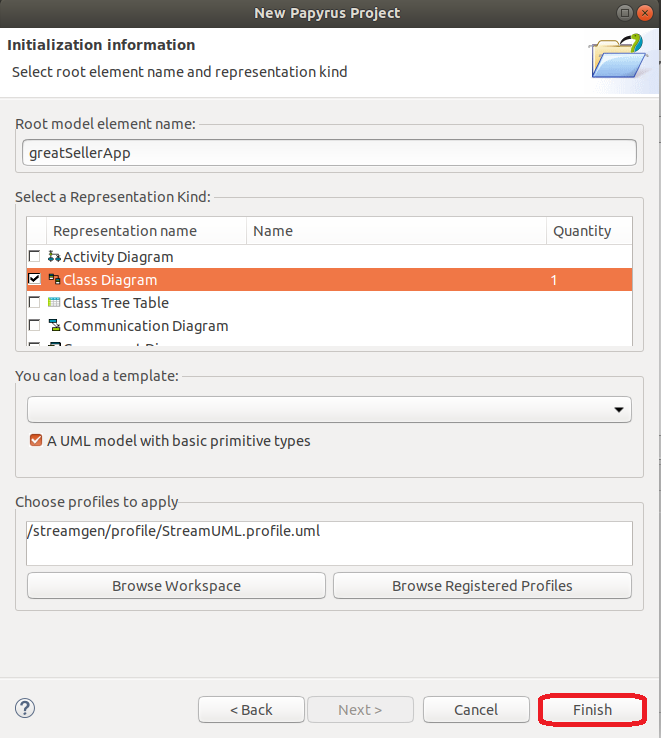 New Papyrus Project
Initialization information
Select root element name and representation kind
Root model element name:
greatSellerApp
Select a Representation Kind:
Representation name Name Quantity
Activity Diagram
Class Diagram 1
Class Tree Table
Communication Diagram
You can load a template:
A UML model with basic primitive types
Choose profiles to apply
/streamgen/profile/StreamUML.profile.uml
Browse Workspace Browse Registered Profiles
? < Back Next > Cancel Finish